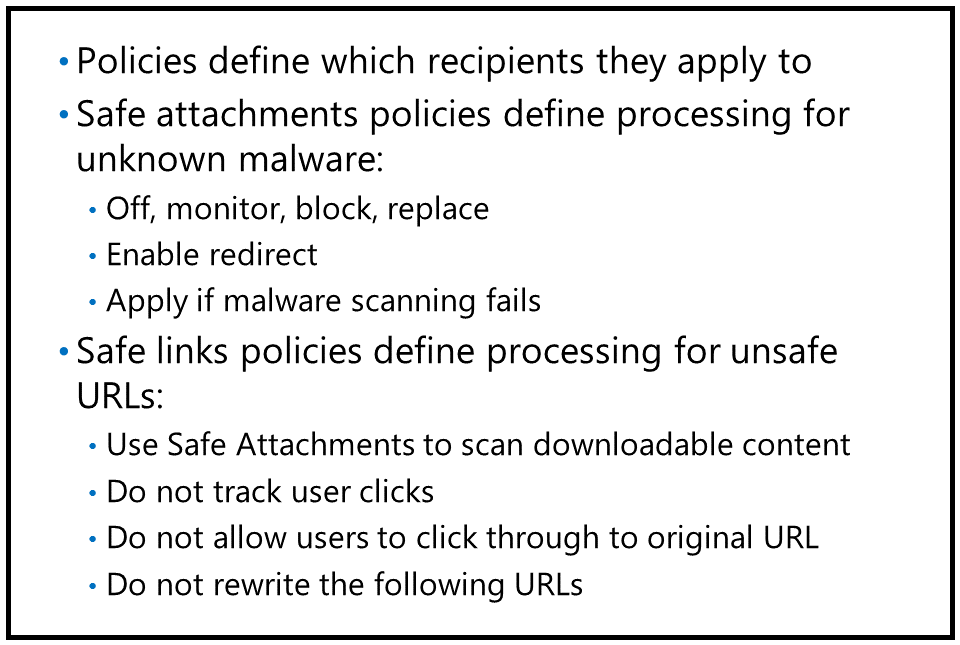 • Policies define which recipients they apply to
• Safe attachments policies define processing for
unknown malware:
• Off, monitor, block, replace
• Enable redirect
• Apply if malware scanning fails
• Safe links policies define processing for unsafe
URLs:
• Use Safe Attachments to scan downloadable content
• Do not track user clicks
• Do not allow users to click through to original URL
• Do not rewrite the following URLs